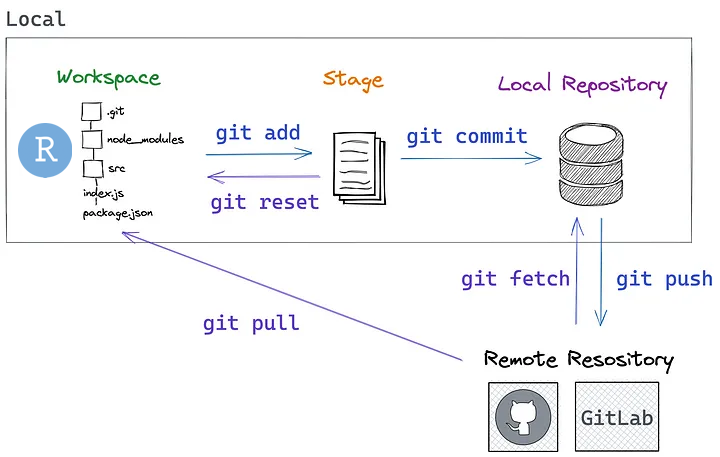 Local
Workspace
Stage
Local Repository
.git
R
node_modules
src
index.js
package.json
git add
git commit
git reset
git fetch
git push
git pull
Remote Resository
GitLab